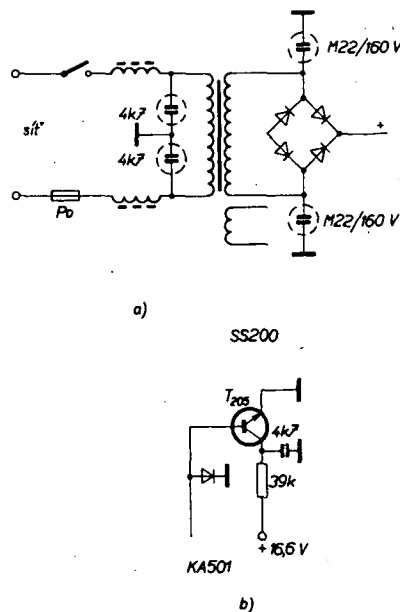 M22/160 V
4k7
síť
4k7
+
Po
M22/160 V
a)
SS200
T205
4k7
39k
+16,6 V
KA501
b)